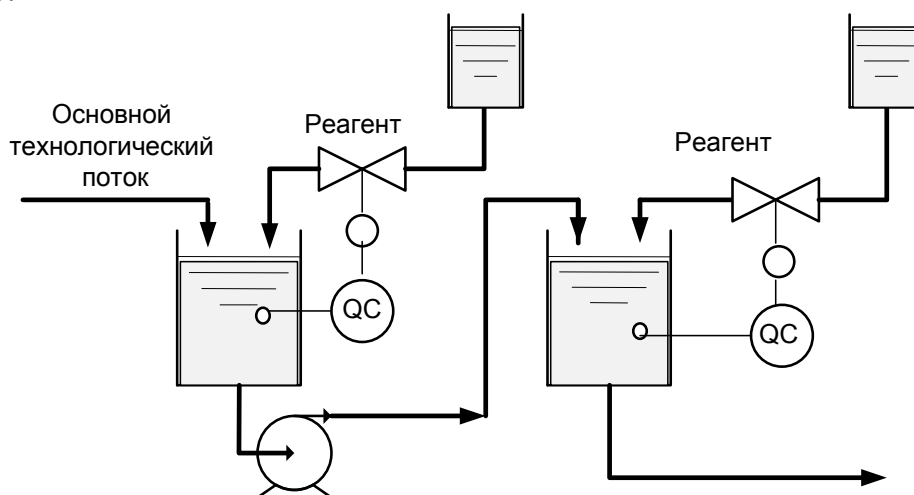 Основной
технологический
поток
Реагент
Реагент
QC
QC